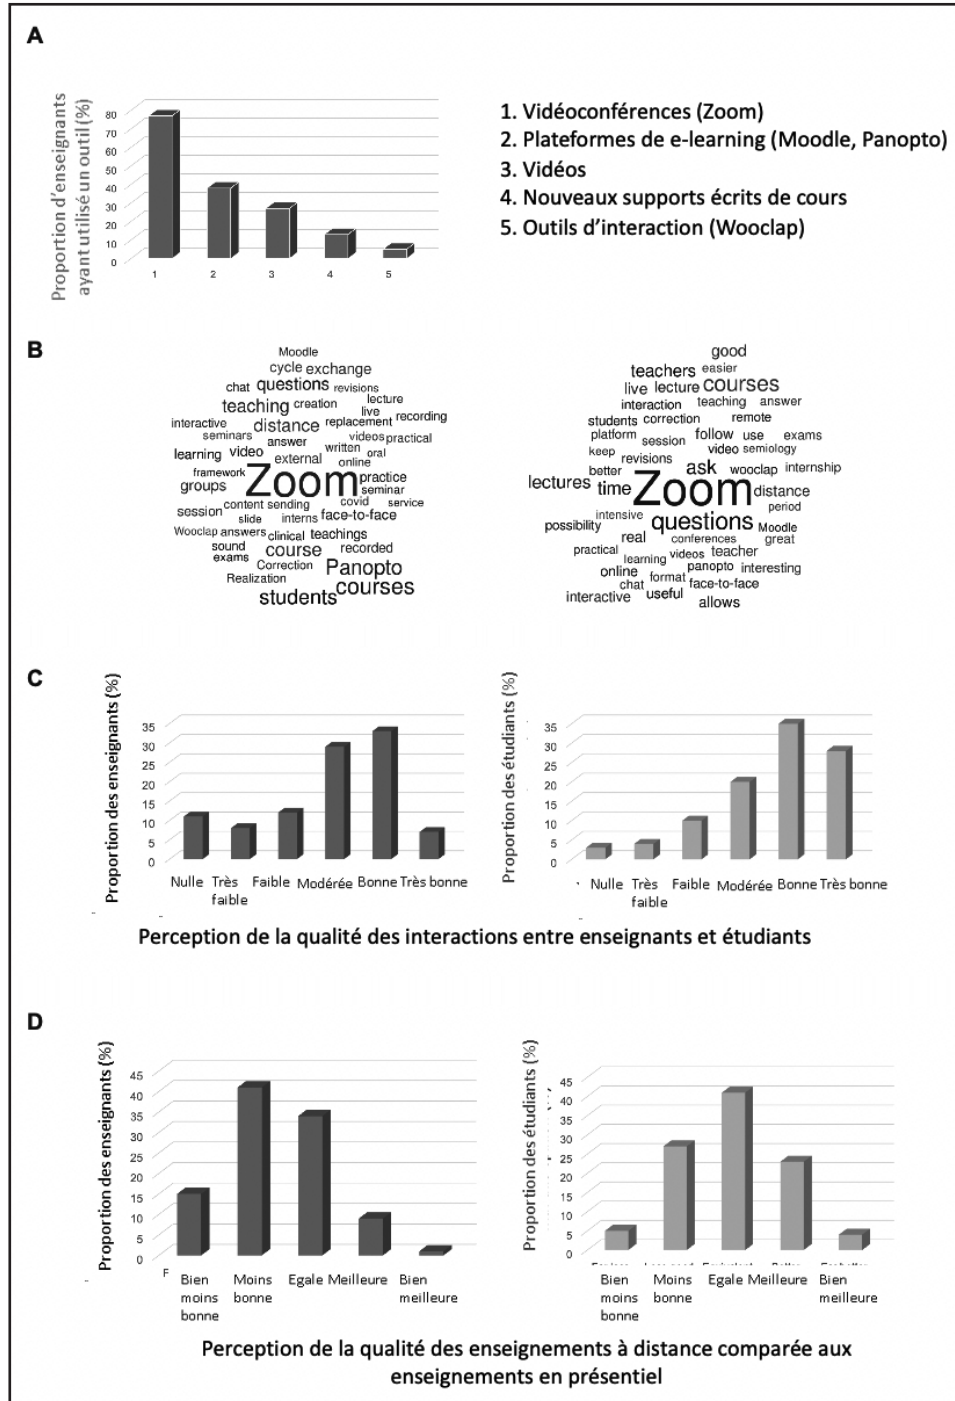 A
Proportion d'enseignants
ayant utilisé un outil (%)
80
70
60
50
40
30
20
10
0
1 2 3 4 5
1. Vidéoconférences (Zoom)
2. Plateformes de e-learning (Moodle, Panopto)
3. Vidéos
4. Nouveaux supports écrits de cours
5. Outils d'interaction (Wooclap)
B
Moodle
cycle exchange
chat questions revisions
teaching creation lecture
live
interactive distance replacement recording
seminars answer videos practical
learning video written oral
external online
framework Zoom practice
groups seminar
content sending covid service
session slide interns face-to-face
Wooclap answers clinical teachings
sound course recorded
exams
Correction Panopto
Realization courses
students
good
teachers easier
live lecture courses
interaction teaching answer
students correction remote
platform session follow use exams
keep revisions video semiology
better ask wooclap internship
lectures time Zoom distance
period
intensive questions
possibility Moodle
real conferences great
practical learning videos teacher
online panopto interesting
chat format face-to-face
interactive useful allows
C
Proportion des enseignants (%)
35
30
25
20
15
10
5
0
Nulle Très Faible Modérée Bonne Très bonne
faible
Proportion des étudiants (%)
35
30
25
20
15
10
5
0
Nulle Très Faible Modérée Bonne Très bonne
faible
Perception de la qualité des interactions entre enseignants et étudiants
D
Proportion des enseignants (%)
45
40
35
30
25
20
15
10
5
0
F
Bien Moins Egale Meilleure Bien
moins bonne meilleure
bonne
Proportion des étudiants (%)
45
40
35
30
25
20
15
10
5
0
Bien Moins Egale Meilleure Bien
moins bonne meilleure
bonne
Perception de la qualité des enseignements à distance comparée aux
enseignements en présentiel